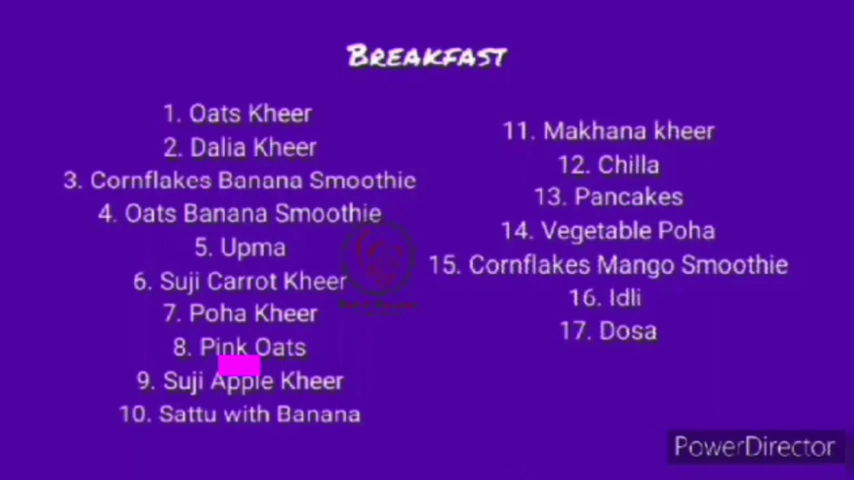 BREAKFAST
1. Oats Kheer
2. Dalia Kheer
3. Cornflakes Banana Smoothie
4. Oats Banana Smoothie
5. Upma
6. Suji Carrot Kheer
7. Poha Kheer
8. Pink Oats
9. Suji Apple Kheer
10. Sattu with Banana
11. Makhana kheer
12. Chilla
13. Pancakes
14. Vegetable Poha
15. Cornflakes Mango Smoothie
16. Idli
17. Dosa
PowerDirector